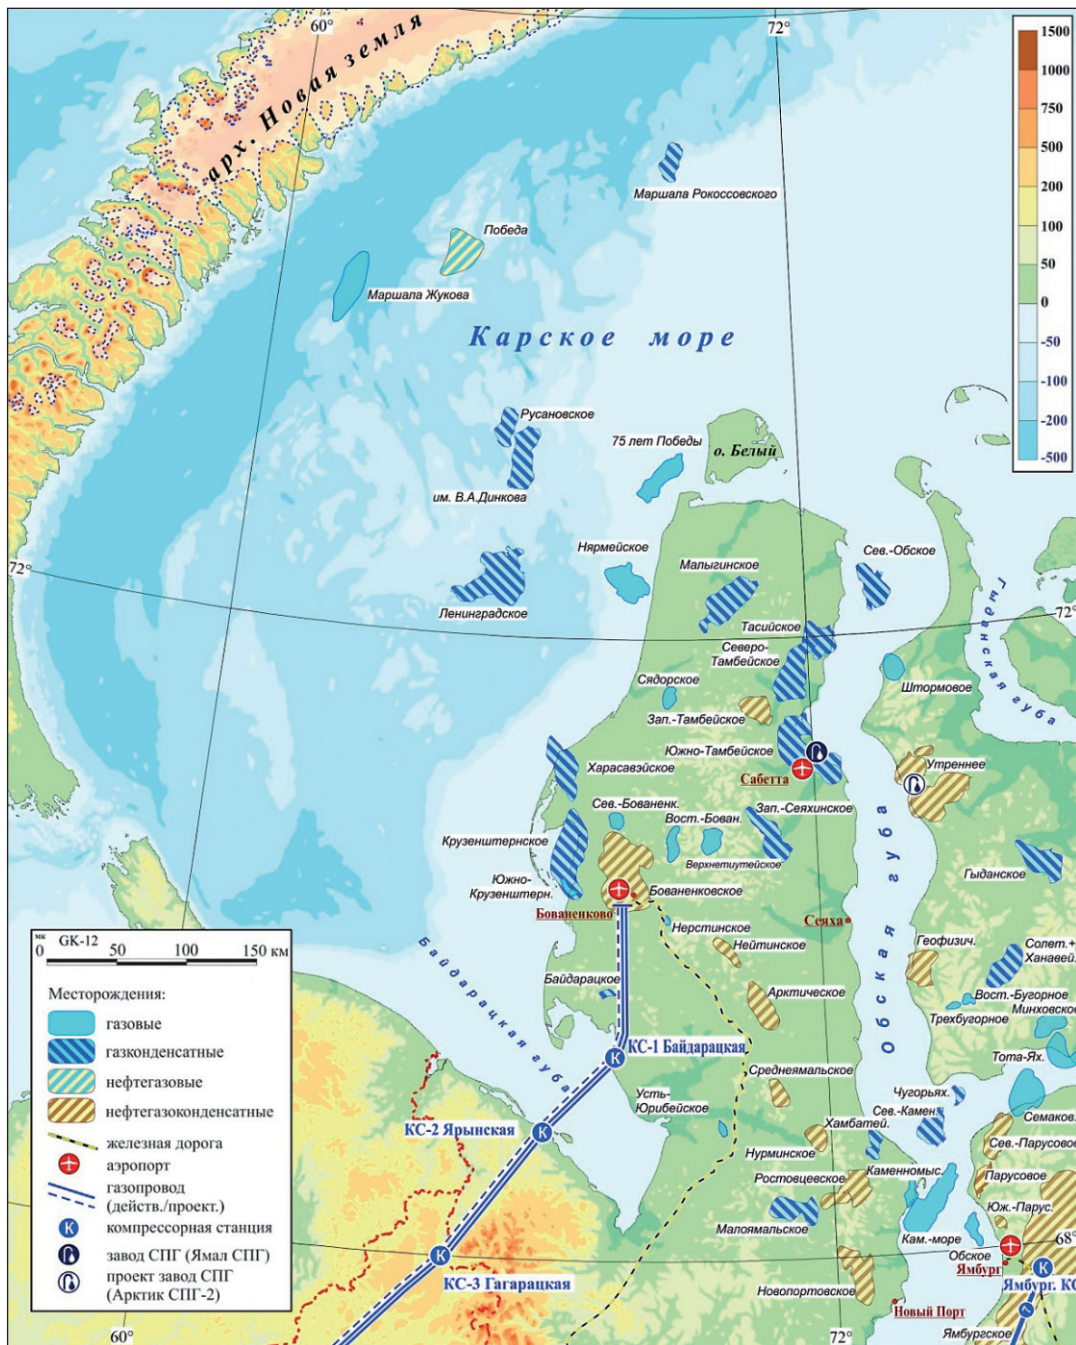 60°
72°
1500
1000
750
500
200
100
50
0
-50
-100
-200
-500
арх. Новая земля
Маршала Рокоссовского
Победа
Маршала Жукова
Карское море
Русановское
75 лет Победы
о. Белый
им. В.А.Динкова
72°
Нярмейское
Малыгинское
Сев.-Обское
Ленинградское
72°
Гыданская губа
Тасийское
Северо-
Тамбейское
Сядорское
Штормовое
Зап.-Тамбейское
Южно-Тамбейское
Харасавэйское
Сабетта
Утреннее
Сев.-Бованенк.
Вост.-Бован.
Зап.-Сеяхинское
Крузенштернское
Верхнетиутейское
Гыданское
Южно-
Крузенштерн.
Бованенковское
Бованенково
Сеяха
Обская губа
Нерстинское
Нейтинское
Геофизич.
Солет.+
Ханавей.
Байдарацкая губа
Байдарацкое
Арктическое
Вост.-Бугорное
Минховское
Трехбугорное
КС-1 Байдарацкая
Тота-Ях.
Среднеямальское
Чугорьях.
Усть-
Юрибейское
Сев.-Камен.
Хамбатей.
Семаков.
КС-2 Ярынская
Сев.-Парусовое
Нурминское
Каменномыс.
Ростовцевское
Парусовое
Юж.-Парус.
Малоямальское
Кам.-море
Обское
68°
Ямбург
КС-3 Гагарацкая
Новопортовское
Ямбург. КС
Новый Порт
7
Ямбургское
60°
72°
мк
GK-12
0 50 100 150 км
Месторождения:
газовые
газконденсатные
нефтегазовые
нефтегазоконденсатные
железная дорога
аэропорт
газопровод
(действ./проект.)
К
компрессорная станция
завод СПГ (Ямал СПГ)
проект завод СПГ
(Арктик СПГ-2)
К
К
К
К